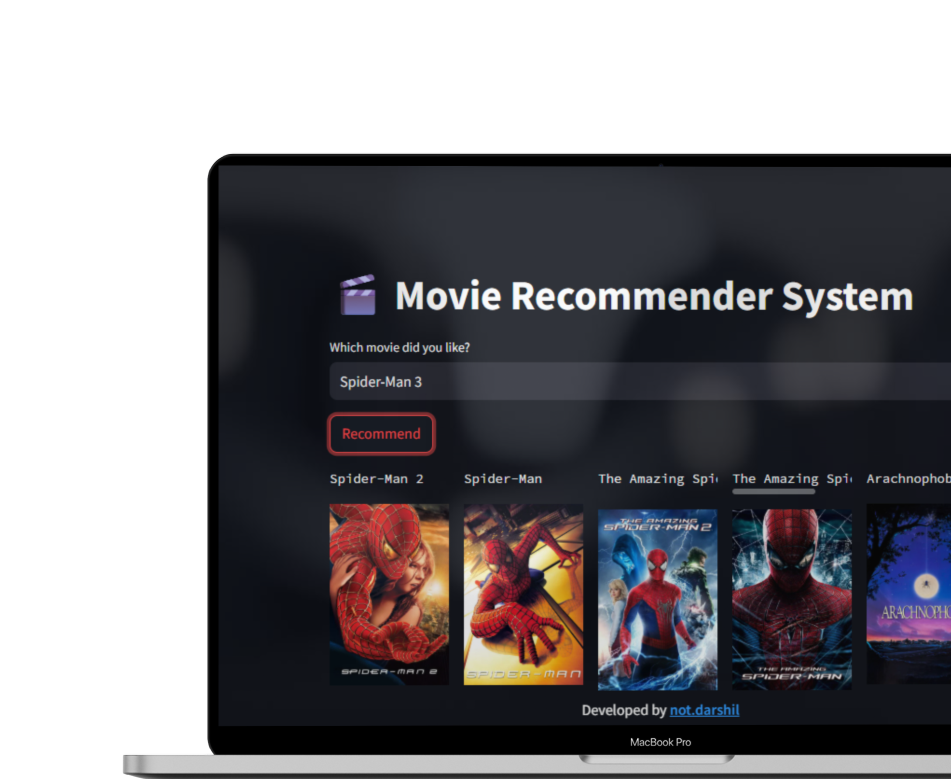 Movie Recommender System
Which movie did you like?
Spider-Man 3
Recommend
Spider-Man 2
Spider-Man
The Amazing Spi
The Amazing Spi
Arachnophob
SPIDER-MAN 2
SPIDER-MAN
THE AMAZING
SPIDER-MAN 2
THE AMAZING
SPIDER-MAN
ARACHNOPHO
Developed by not.darshil
MacBook Pro